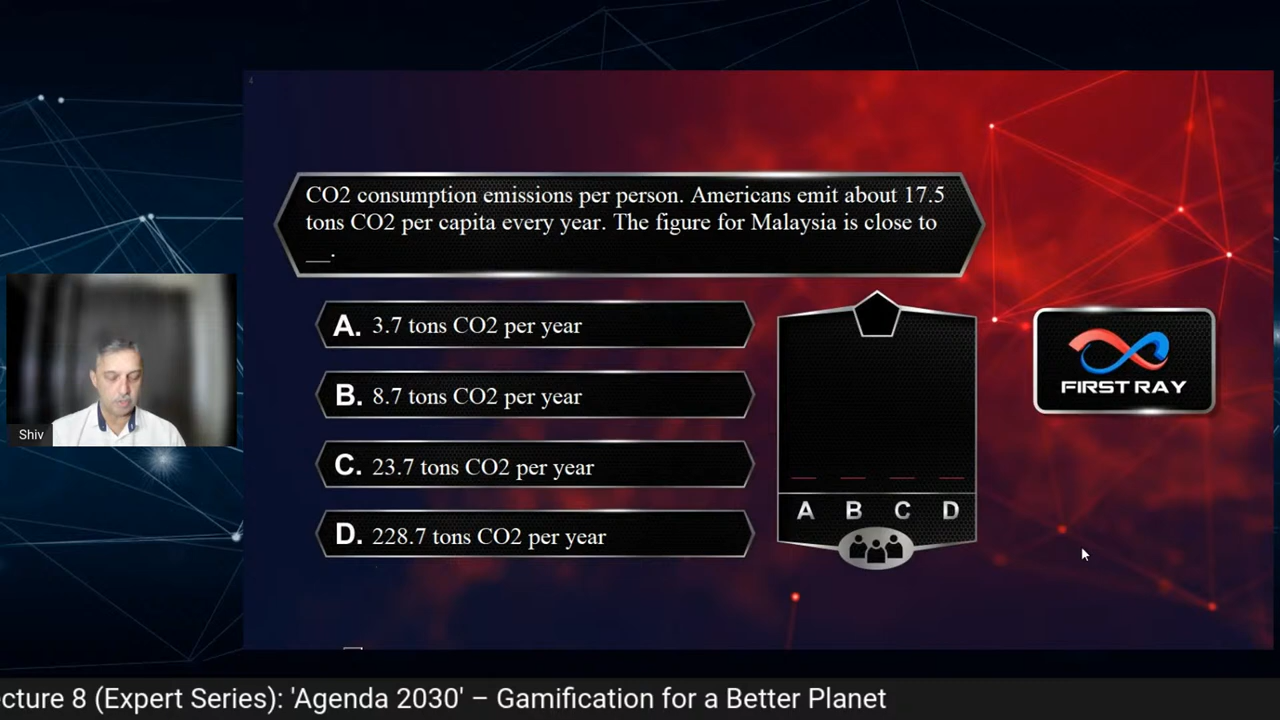 4
CO2 consumption emissions per person. Americans emit about 17.5
tons CO2 per capita every year. The figure for Malaysia is close to
__.
A. 3.7 tons CO2 per year
B. 8.7 tons CO2 per year
C. 23.7 tons CO2 per year
D. 228.7 tons CO2 per year
A B C D
FIRST RAY
Shiv
cture 8 (Expert Series): 'Agenda 2030' – Gamification for a Better Planet